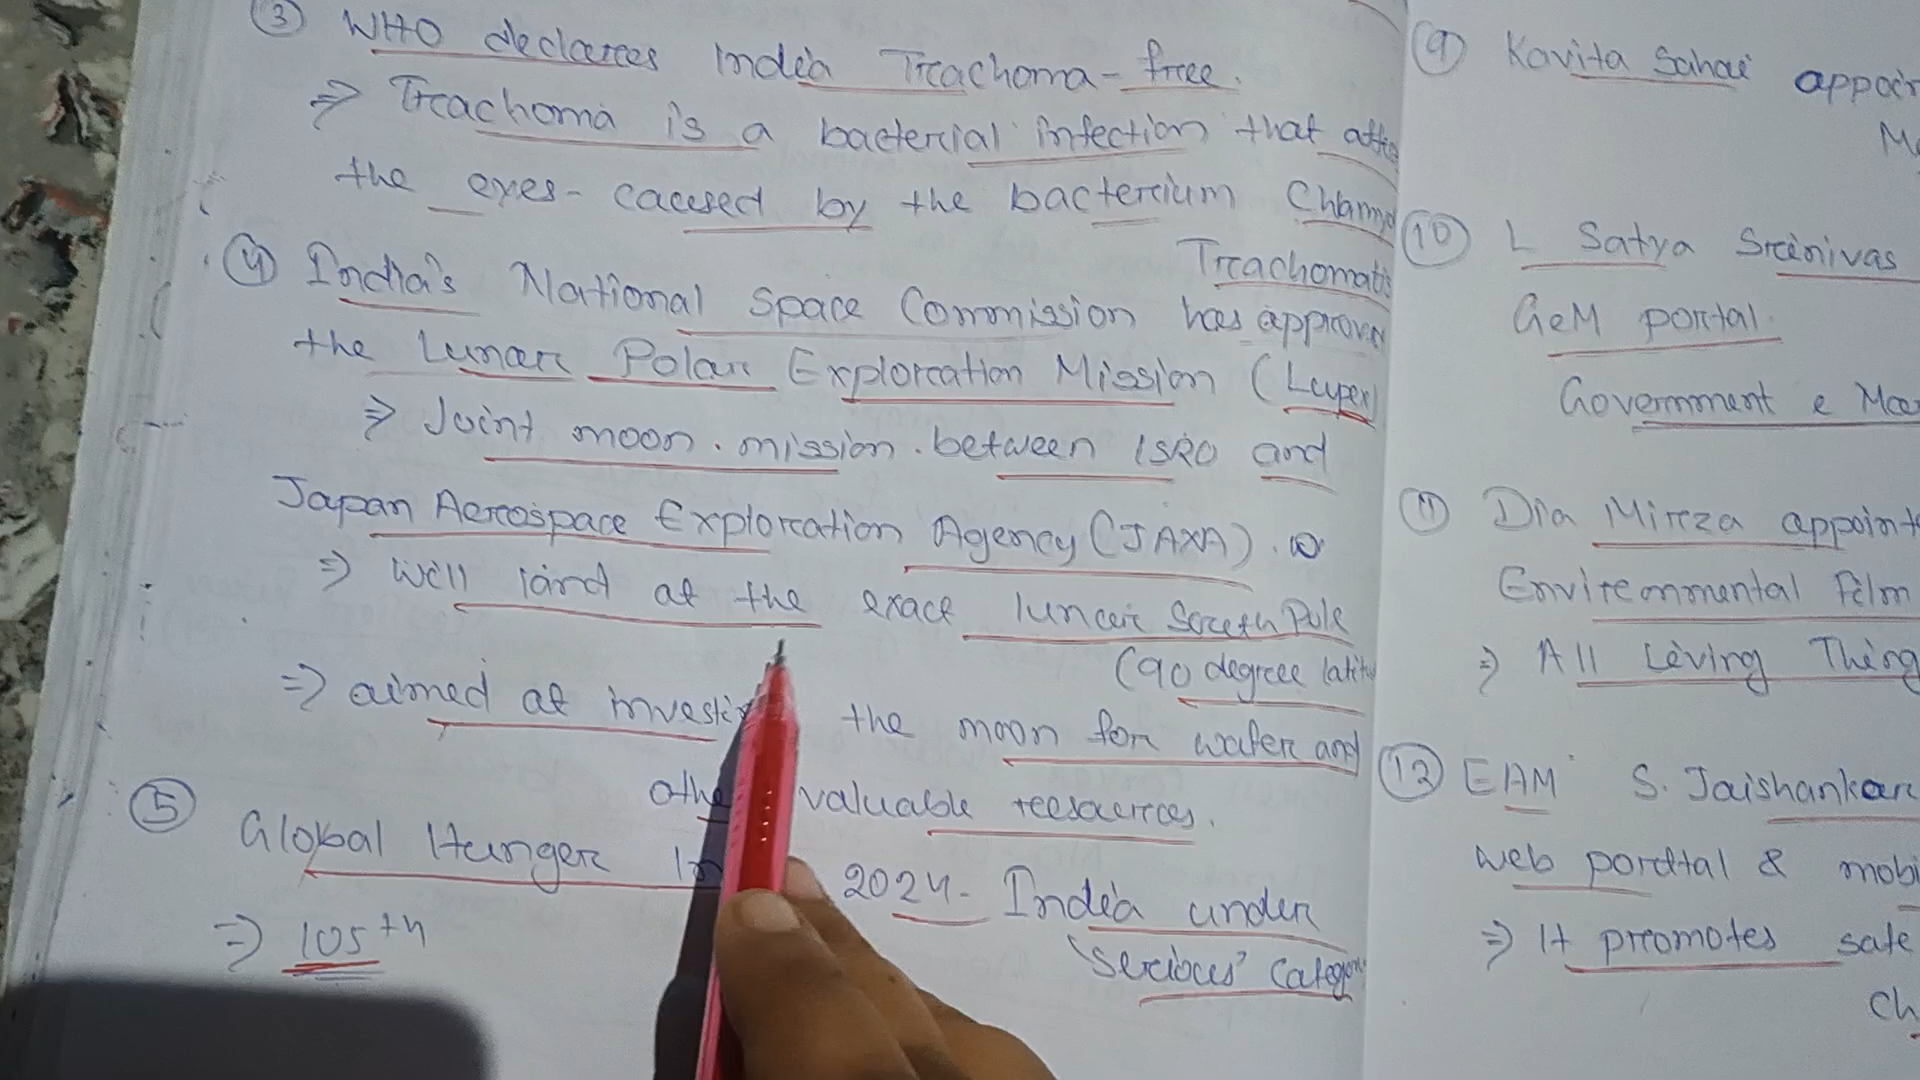 ③ WHO declares India Trachoma-free.
⇒ Trachoma is a bacterial infection that
the eyes- caused by the bacterium
Trachomatis
④ India's National Space Commission has approved
the Lunar Polar Exploration Mission (Lupex)
⇒ Joint moon mission between ISRO and
Japan Aerospace Exploration Agency (JAXA).
⇒ Will land at the exact lunar South Pole
(90 degree
⇒ aimed at the moon for water and
valuable resources.
⑤ Global Hunger 2024- India under
'Serious' Category
⇒ 105th
⑨ Kavita Sahai
⑩ L Satya Srinivas
GeM portal.
Government e
⑪ Dia Mirza
Environmental Film
⇒ All Living
⑫ EAM S. Jaishankar
web porttal &
⇒ It promotes safe